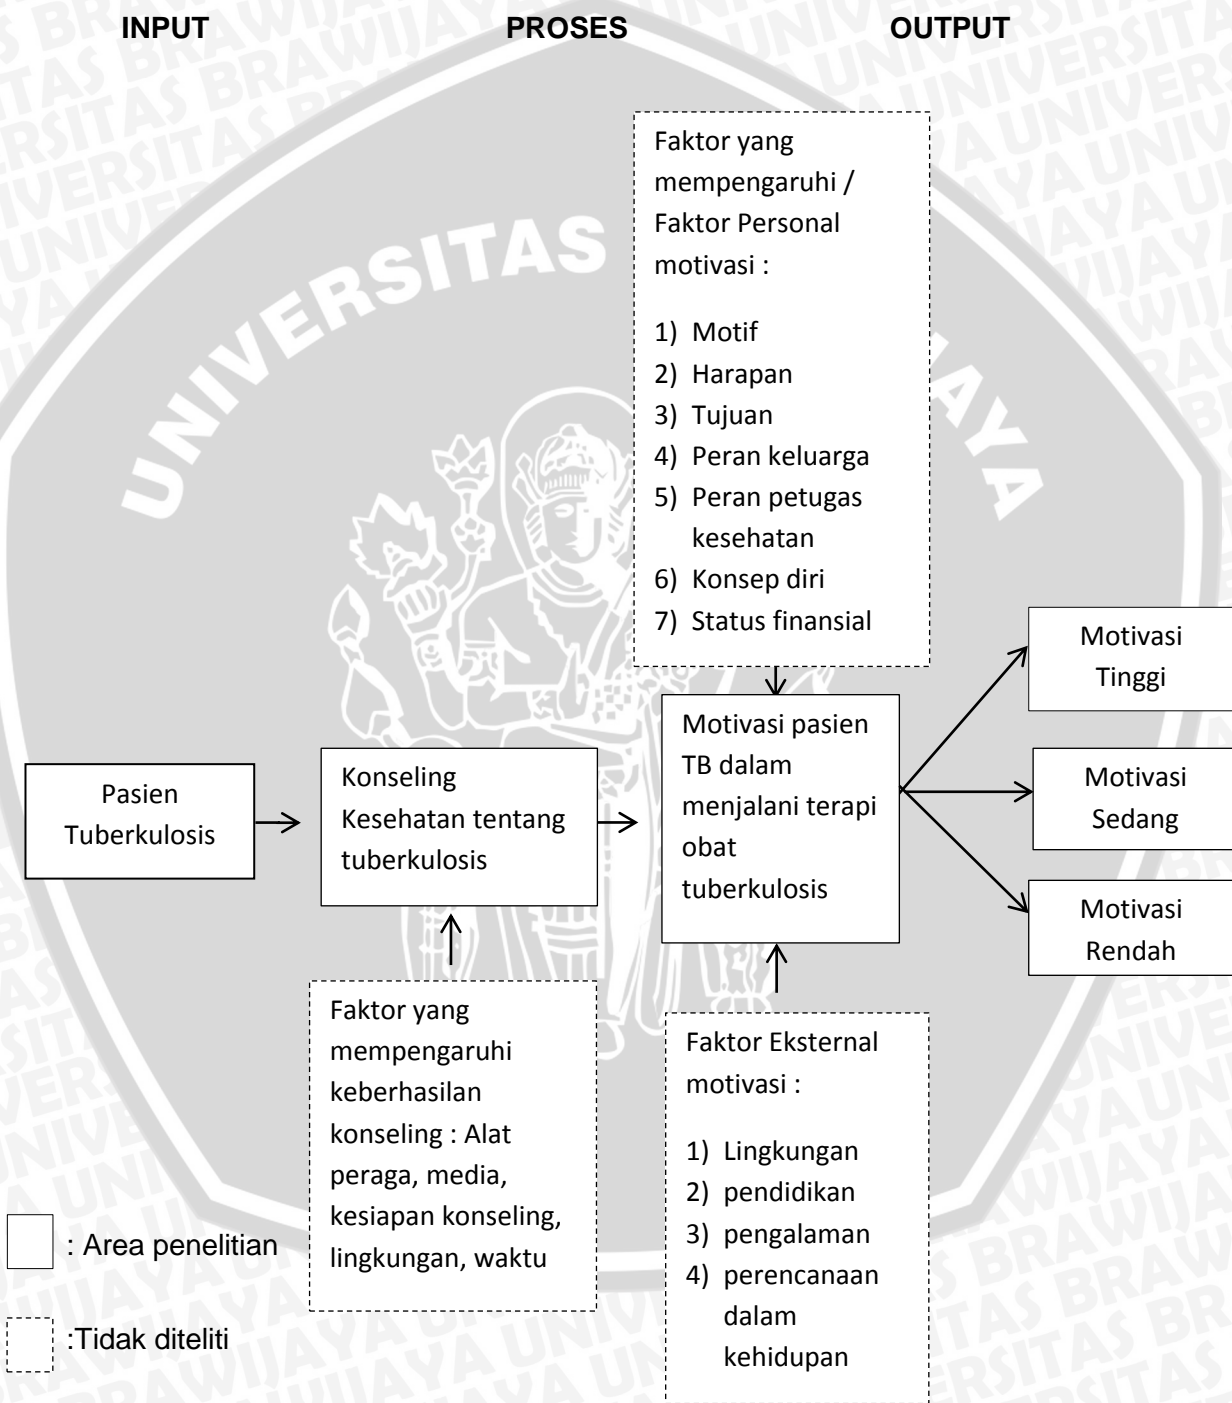 INPUT
PROSES
OUTPUT
Faktor yang
mempengaruhi /
Faktor Personal
motivasi :
1) Motif
2) Harapan
3) Tujuan
4) Peran keluarga
5) Peran petugas
kesehatan
6) Konsep diri
7) Status finansial
Pasien
Tuberkulosis
Konseling
Kesehatan tentang
tuberkulosis
Motivasi pasien
TB dalam
menjalani terapi
obat
tuberkulosis
Motivasi
Tinggi
Motivasi
Sedang
Motivasi
Rendah
Faktor yang
mempengaruhi
keberhasilan
konseling : Alat
peraga, media,
kesiapan konseling,
lingkungan, waktu
Faktor Eksternal
motivasi :
1) Lingkungan
2) pendidikan
3) pengalaman
4) perencanaan
dalam
kehidupan
: Area penelitian
:Tidak diteliti
UNIVERSITAS